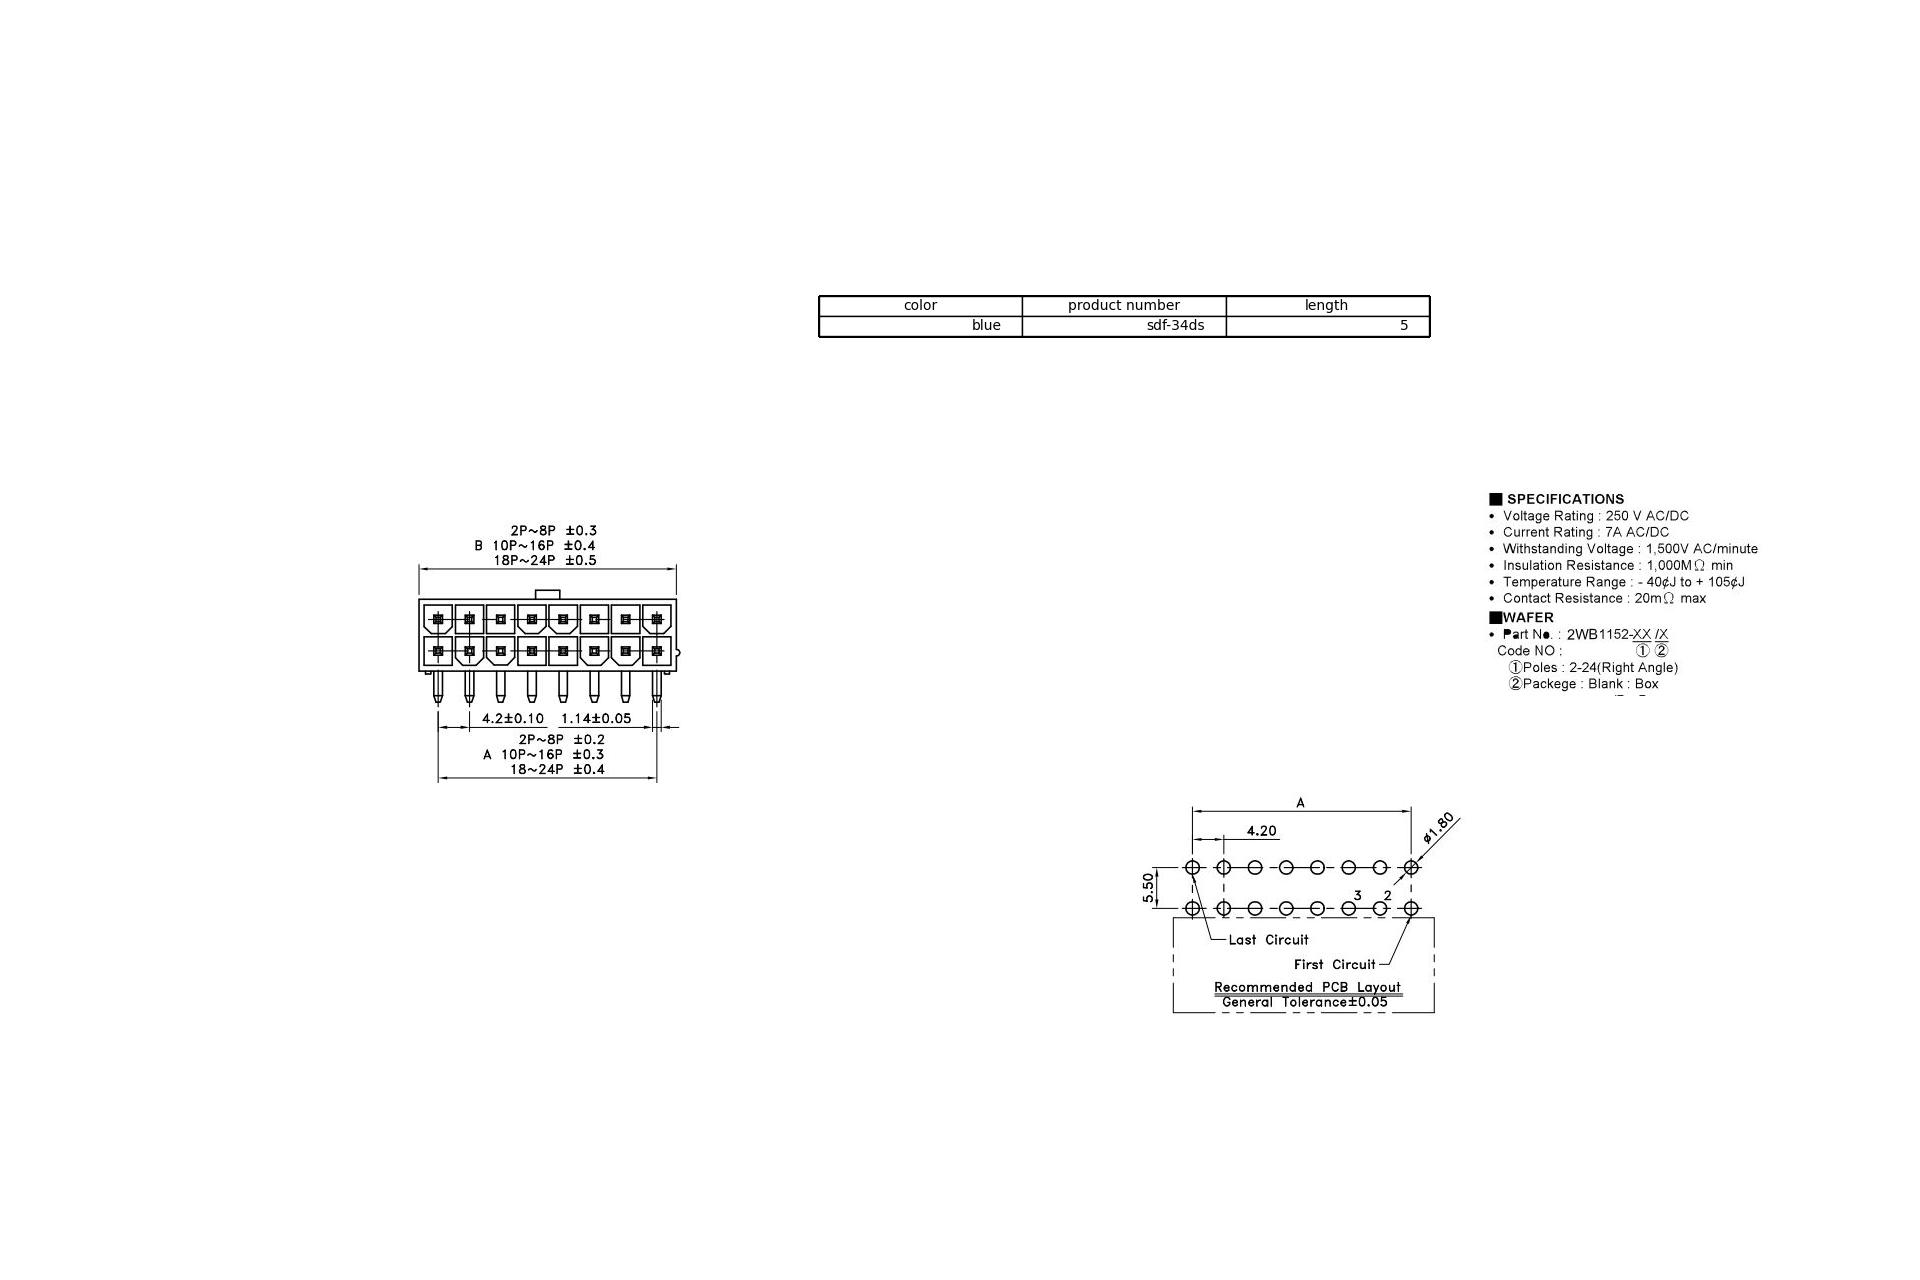 color product number length
blue sdf-34ds 5
2P~8P ±0.3
B 10P~16P ±0.4
18P~24P ±0.5
4.2±0.10 1.14±0.05
2P~8P ±0.2
A 10P~16P ±0.3
18~24P ±0.4
■ SPECIFICATIONS
• Voltage Rating : 250 V AC/DC
• Current Rating : 7A AC/DC
• Withstanding Voltage : 1,500V AC/minute
• Insulation Resistance : 1,000MΩ min
• Temperature Range : - 40¢J to + 105¢J
• Contact Resistance : 20mΩ max
■WAFER
• Part No. : 2WB1152-XX /X
Code NO : ① ②
①Poles : 2-24(Right Angle)
②Packege : Blank : Box
A
4.20
ø1.80
5.50
3 2
Last Circuit
First Circuit
Recommended PCB Layout
General Tolerance±0.05